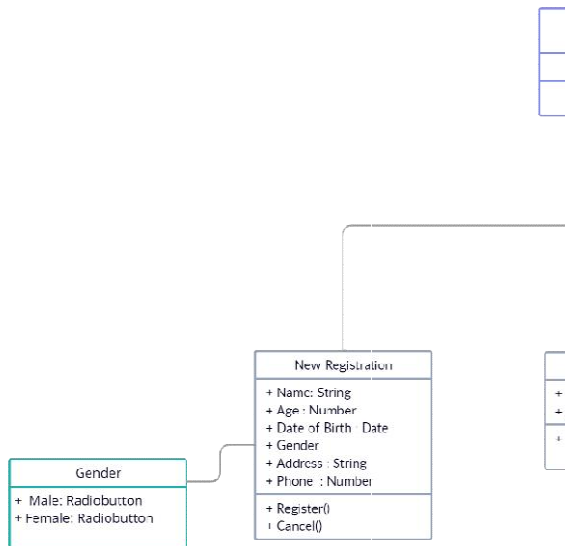 New Registration
+ Name: String
+ Age : Number
+ Date of Birth : Date
+ Gender
+ Address : String
+ Phone : Number
+ Register()
+ Cancel()
Gender
+ Male: Radiobutton
+ Female: Radiobutton
+
+
+